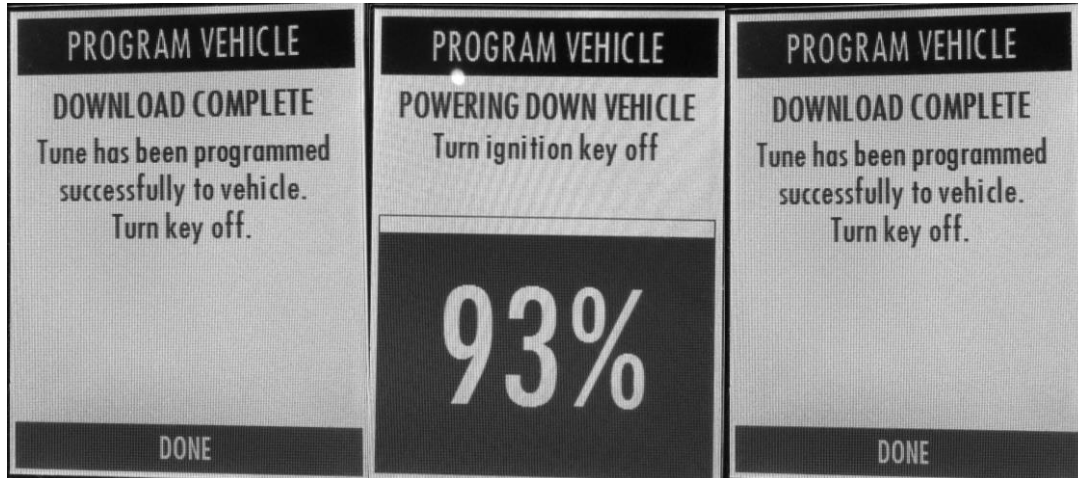 PROGRAM VEHICLE
DOWNLOAD COMPLETE
Tune has been programmed
successfully to vehicle.
Turn key off.
DONE
PROGRAM VEHICLE
POWERING DOWN VEHICLE
Turn ignition key off
93%
PROGRAM VEHICLE
DOWNLOAD COMPLETE
Tune has been programmed
successfully to vehicle.
Turn key off.
DONE